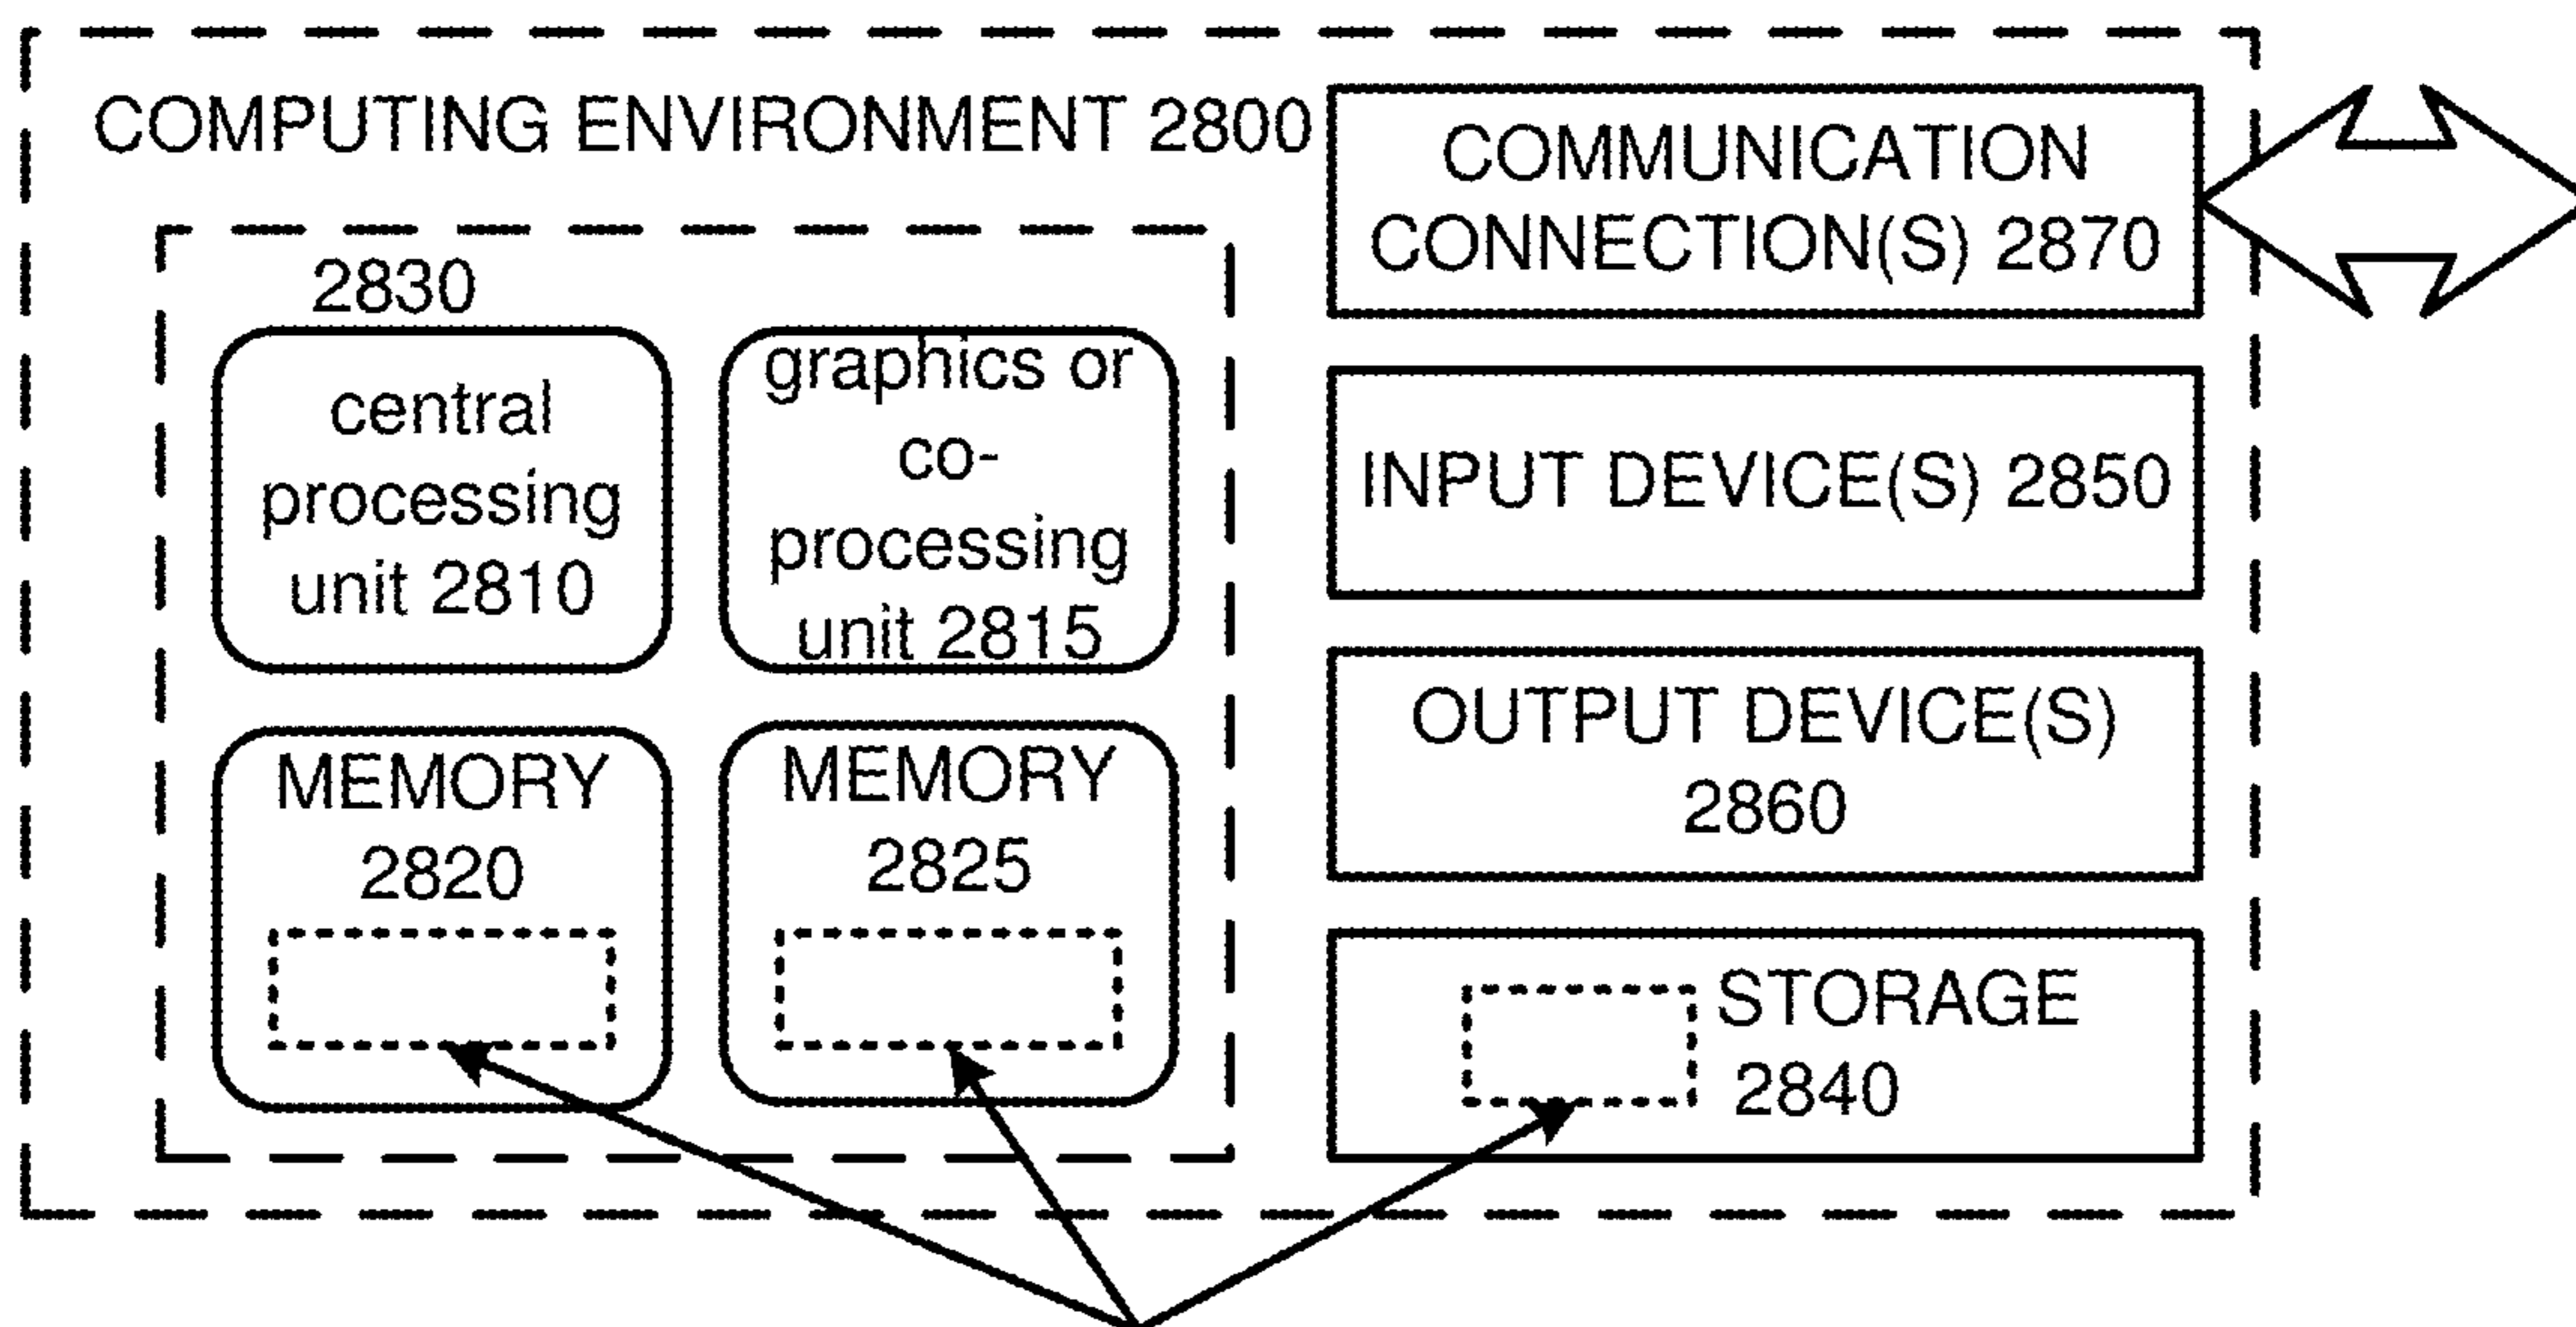 COMPUTING ENVIRONMENT 2800
2830
central
processing
unit 2810
graphics or
co-
processing
unit 2815
MEMORY
2820
MEMORY
2825
COMMUNICATION
CONNECTION(S) 2870
INPUT DEVICE(S) 2850
OUTPUT DEVICE(S)
2860
STORAGE
2840